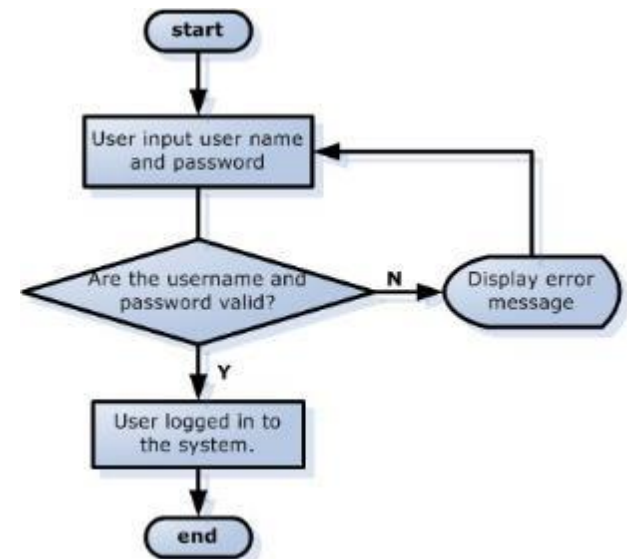 start
User input user name
and password
Are the username and
password valid?
N
Display error
message
Y
User logged in to
the system.
end